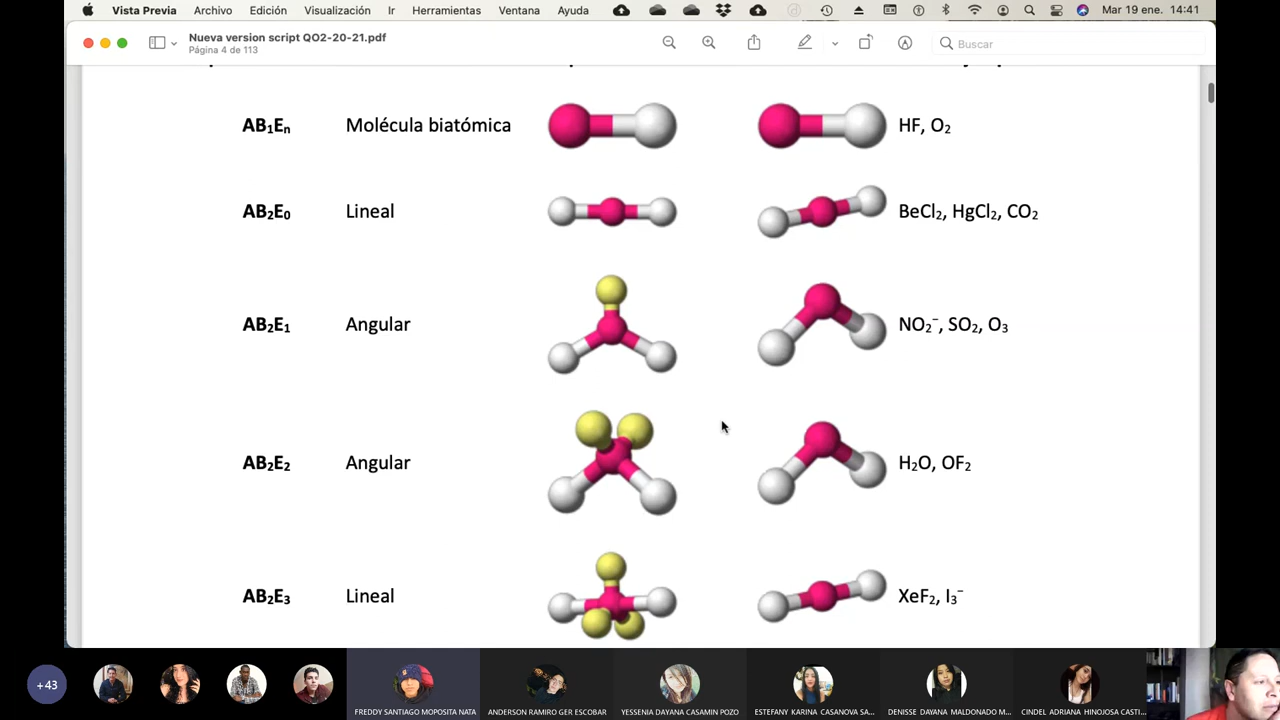 Vista Previa Archivo Edición Visualización Ir Herramientas Ventana Ayuda Mar 19 ene. 14:41
Nueva version script QO2-20-21.pdf
Página 4 de 113
Buscar
AB₁Eₙ Molécula biatómica HF, O₂
AB₂E₀ Lineal BeCl₂, HgCl₂, CO₂
AB₂E₁ Angular NO₂⁻, SO₂, O₃
AB₂E₂ Angular H₂O, OF₂
AB₂E₃ Lineal XeF₂, I₃⁻
+43
FREDDY SANTIAGO MOPOSITA NATA
ANDERSON RAMIRO GER ESCOBAR
YESSENIA DAYANA CASAMIN POZO
ESTEFANY KARINA CASANOVA SA...
DENISSE DAYANA MALDONADO M...
CINDEL ADRIANA HINOJOSA CASTI...